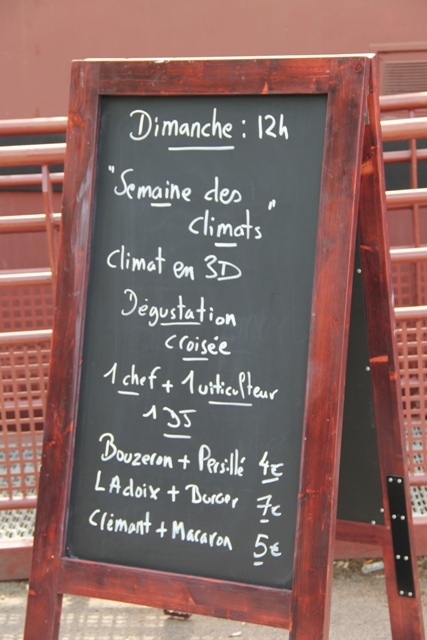 Dimanche : 12h
"Semaine des
climats"
Climat en 3D
Dégustation
croisée
1 chef + 1 viticulteur
1 DJ
Bouzeron + Persillé 4€
LAdoix + Burger 7€
Clémant + Macaron 5€